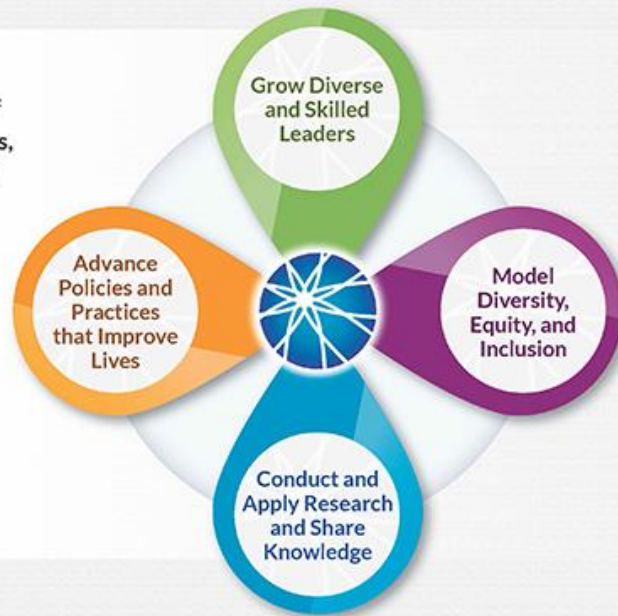 s,
Grow Diverse
and Skilled
Leaders
Advance
Policies and
Practices
that Improve
Lives
Model
Diversity,
Equity, and
Inclusion
Conduct and
Apply Research
and Share
Knowledge